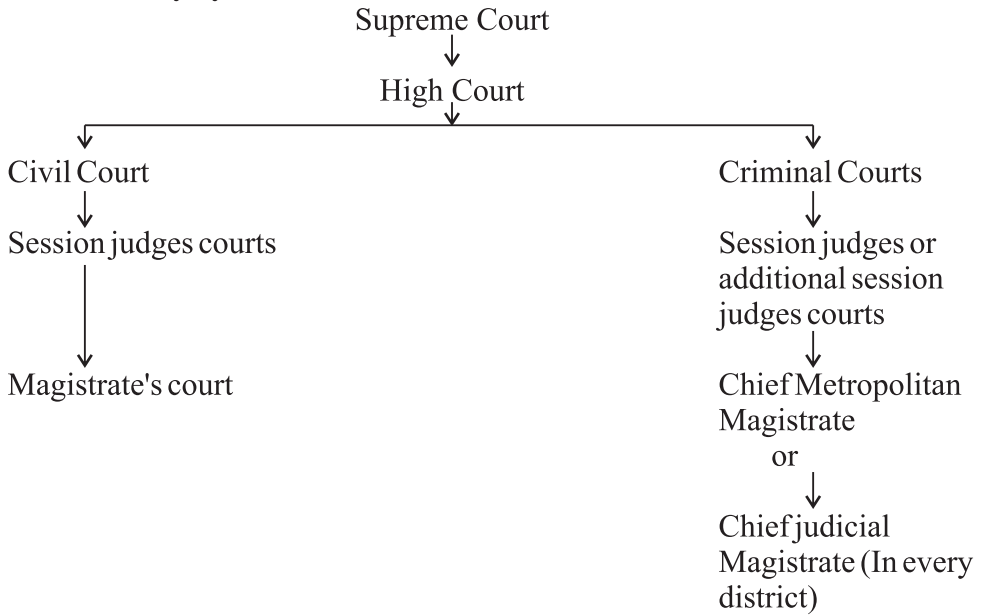 Supreme Court
High Court
Civil Court
Criminal Courts
Session judges courts
Session judges or
additional session
judges courts
Magistrate's court
Chief Metropolitan
Magistrate
or
Chief judicial
Magistrate (In every
district)